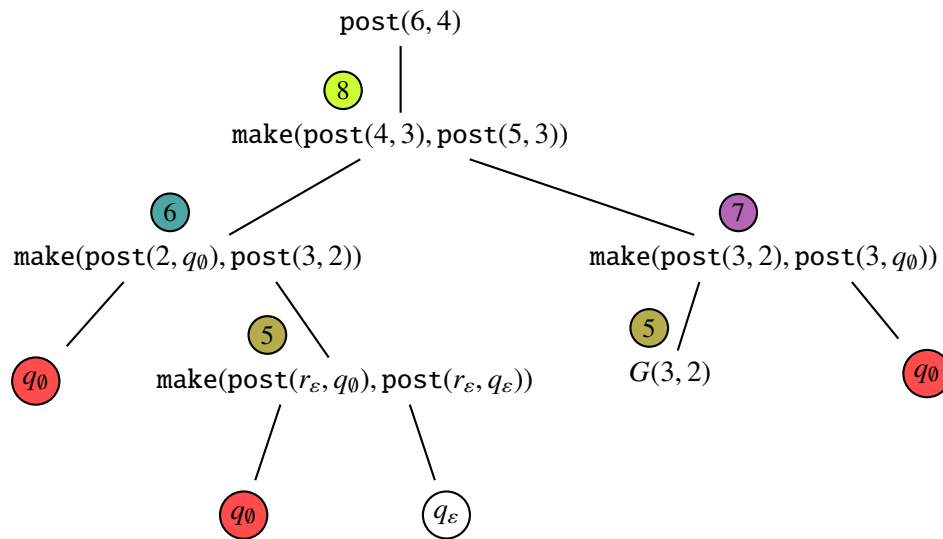 post(6, 4)
8
make(post(4, 3), post(5, 3))
6
7
make(post(2, q∅), post(3, 2))
make(post(3, 2), post(3, q∅))
5
5
q∅
make(post(rε, q∅), post(rε, qε))
G(3, 2)
q∅
q∅
qε